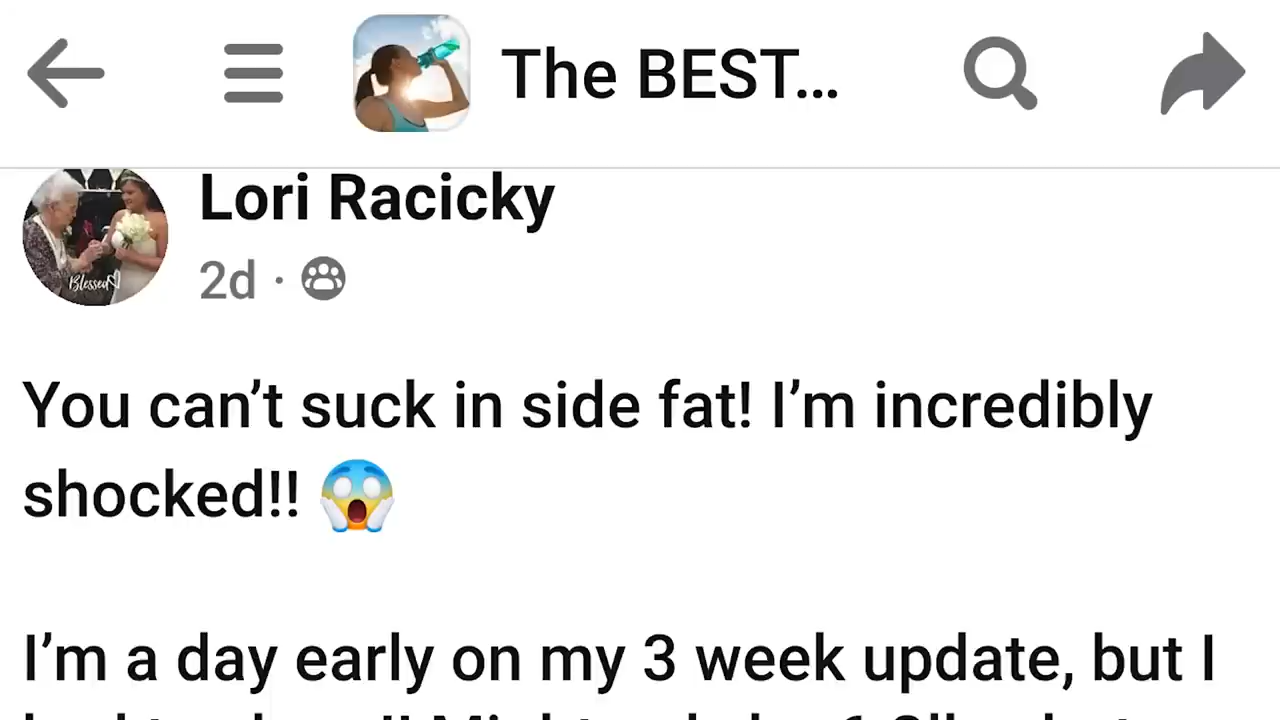 The BEST...
Lori Racicky
Blessed
2d ·
You can’t suck in side fat! I’m incredibly
shocked!! 😱
I’m a day early on my 3 week update, but I